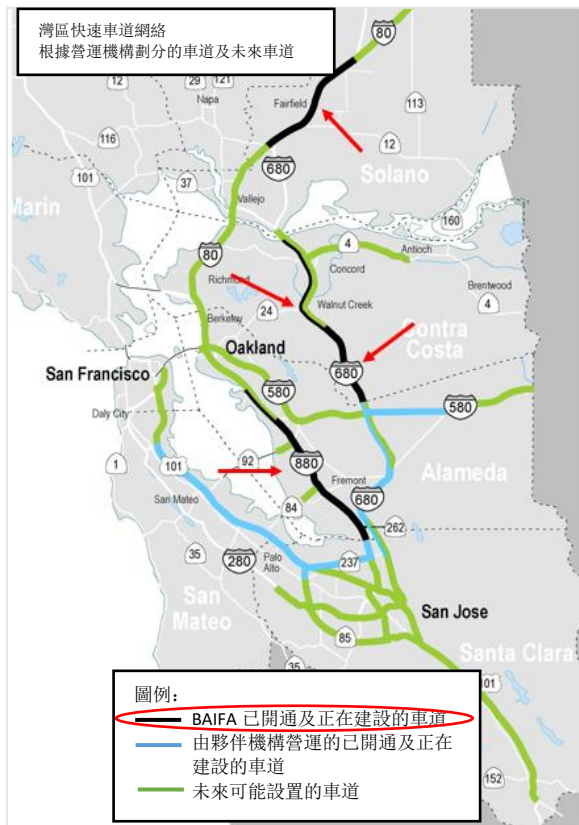 灣區快速車道網絡
根據營運機構劃分的車道及未來車道
80
12
29
121
Napa
Fairfield
113
116
12
101
37
680
Solano
Marin
Vallejo
160
80
4
Antioch
Richmond
Concord
Brentwood
Walnut Creek
4
24
Berkeley
Contra
Costa
Oakland
680
San Francisco
580
580
Daly City
92
880
Alameda
1
101
Fremont
680
San Mateo
84
262
35
280
Palo
Alto
237
San
Mateo
San Jose
85
Santa Clara
35
101
152
圖例：
BAIFA 已開通及正在建設的車道
由夥伴機構營運的已開通及正在
建設的車道
未來可能設置的車道